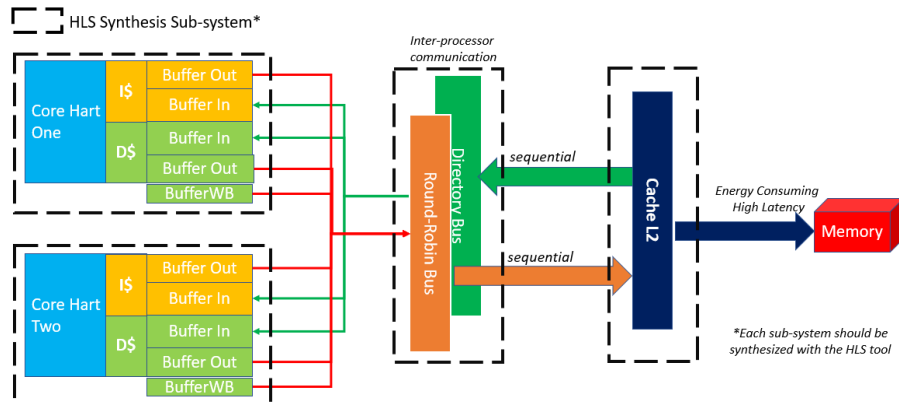 HLS Synthesis Sub-system*
Core Hart
One
I$
D$
Buffer Out
Buffer In
Buffer In
Buffer Out
BufferWB
Core Hart
Two
I$
D$
Buffer Out
Buffer In
Buffer In
Buffer Out
BufferWB
Inter-processor
communication
Round-Robin Bus
Directory Bus
sequential
sequential
Cache L2
Energy Consuming
High Latency
Memory
*Each sub-system should be
synthesized with the HLS tool